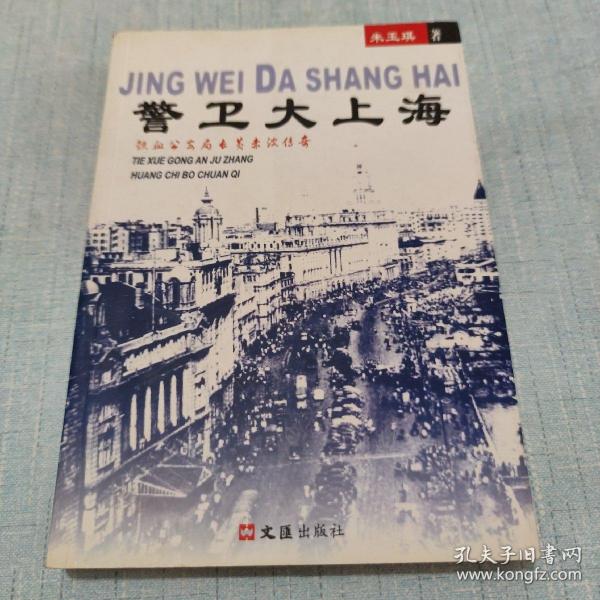 朱玉琪 著
JING WEI DA SHANG HAI
警卫大上海
铁血公安局长黄赤波传奇
TIE XUE GONG AN JU ZHANG
HUANG CHI BO CHUAN QI
文匯出版社
孔夫子旧书网
www.kongfz.com